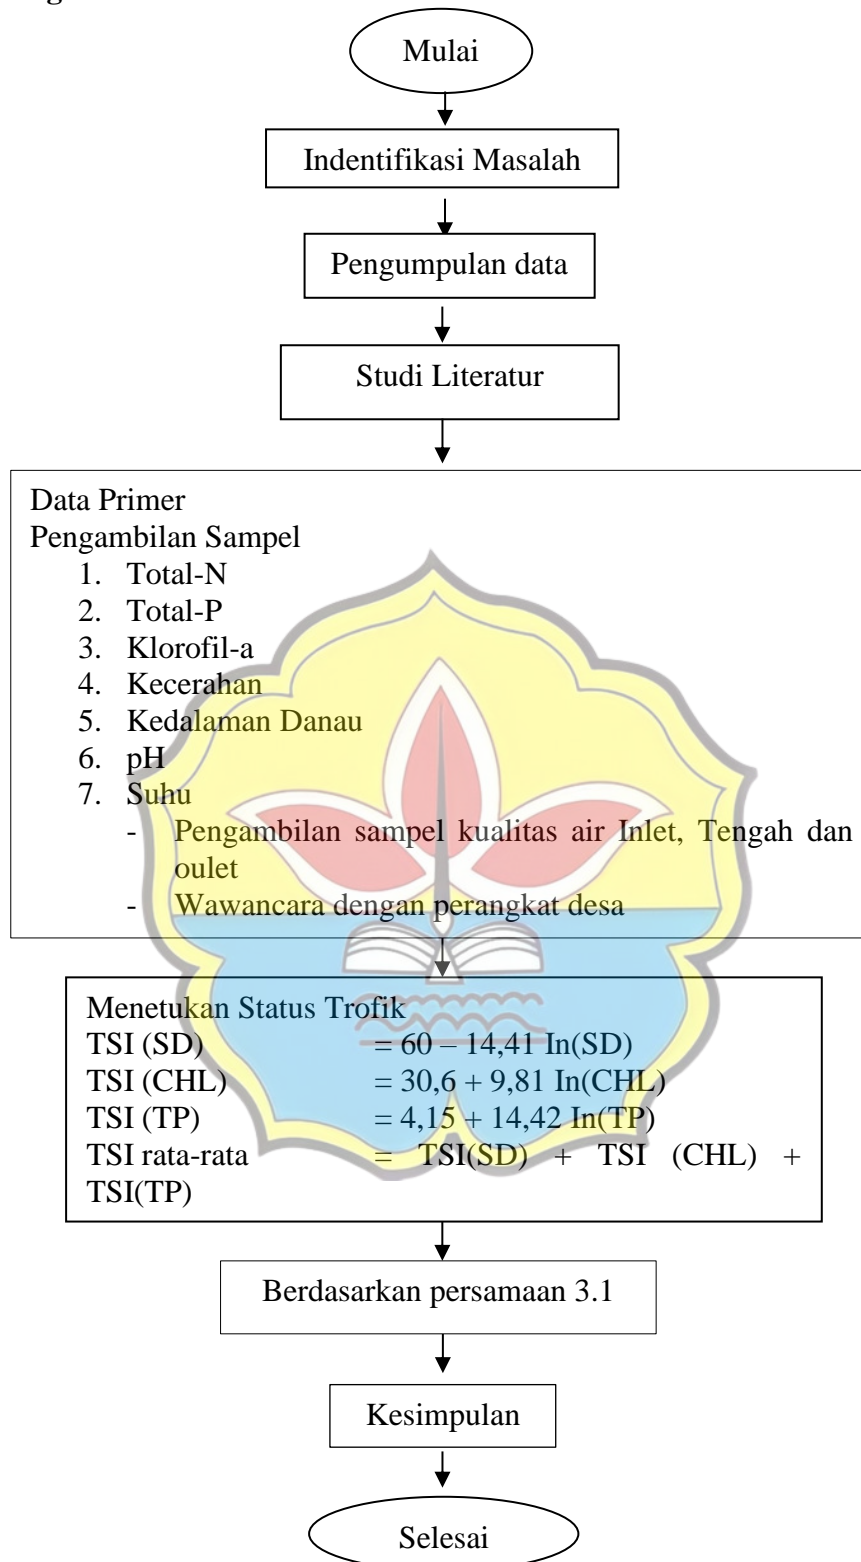 Mulai
Indentifikasi Masalah
Pengumpulan data
Studi Literatur
Data Primer
Pengambilan Sampel
1. Total-N
2. Total-P
3. Klorofil-a
4. Kecerahan
5. Kedalaman Danau
6. pH
7. Suhu
- Pengambilan sampel kualitas air Inlet, Tengah dan
oulet
- Wawancara dengan perangkat desa
Menetukan Status Trofik
TSI (SD) = 60 – 14,41 In(SD)
TSI (CHL) = 30,6 + 9,81 In(CHL)
TSI (TP) = 4,15 + 14,42 In(TP)
TSI rata-rata = TSI(SD) + TSI (CHL) +
TSI(TP)
Berdasarkan persamaan 3.1
Kesimpulan
Selesai